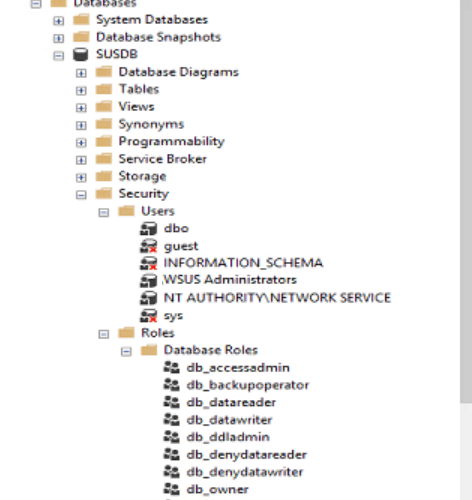 Databases
System Databases
Database Snapshots
SUSDB
Database Diagrams
Tables
Views
Synonyms
Programmability
Service Broker
Storage
Security
Users
dbo
guest
INFORMATION_SCHEMA
.WSUS Administrators
NT AUTHORITY\NETWORK SERVICE
sys
Roles
Database Roles
db_accessadmin
db_backupoperator
db_datareader
db_datawriter
db_ddladmin
db_denydatareader
db_denydatawriter
db_owner